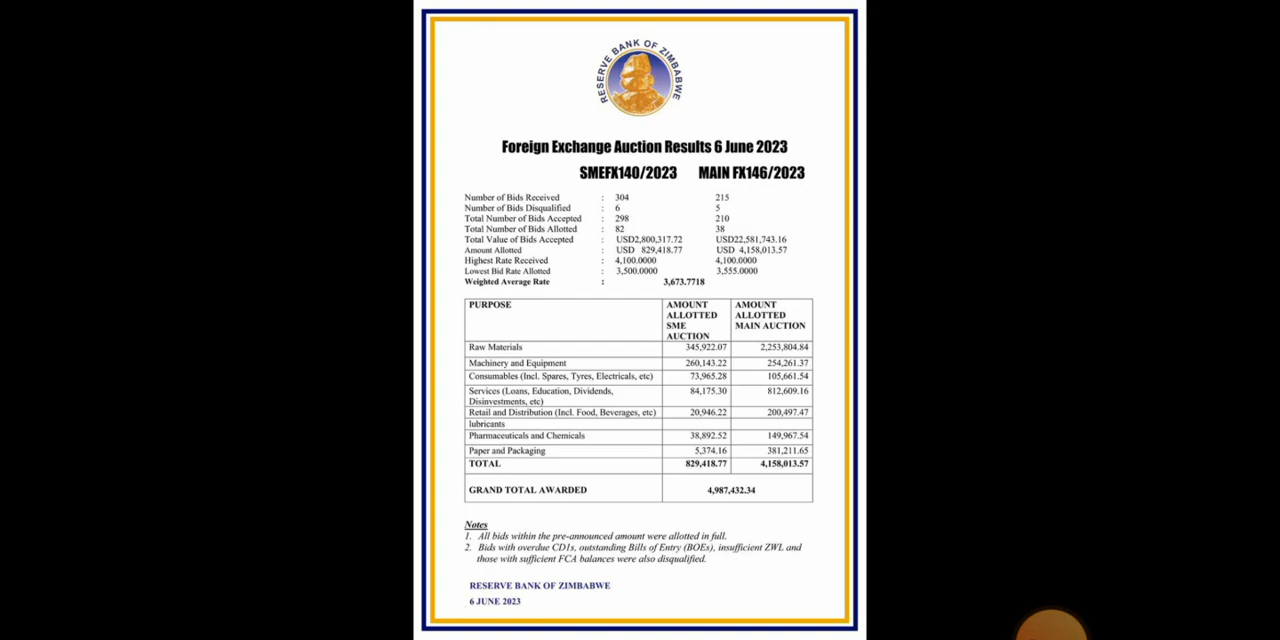 RESERVE BANK OF ZIMBABWE
Foreign Exchange Auction Results 6 June 2023
SMEFX140/2023 MAIN FX146/2023
Number of Bids Received : 304 215
Number of Bids Disqualified : 6 5
Total Number of Bids Accepted : 298 210
Total Number of Bids Allotted : 82 38
Total Value of Bids Accepted : USD2,800,317.72 USD22,581,743.16
Amount Allotted : USD 829,418.77 USD 4,158,013.57
Highest Rate Received : 4,100.0000 4,100.0000
Lowest Bid Rate Allotted : 3,500.0000 3,555.0000
Weighted Average Rate : 3,673.7718
PURPOSE AMOUNT AMOUNT
ALLOTTED ALLOTTED
SME MAIN AUCTION
AUCTION
Raw Materials 345,922.07 2,253,804.84
Machinery and Equipment 260,143.22 254,261.37
Consumables (Incl. Spares, Tyres, Electricals, etc) 73,965.28 105,661.54
Services (Loans, Education, Dividends, 84,175.30 812,609.16
Disinvestments, etc)
Retail and Distribution (Incl. Food, Beverages, etc) 20,946.22 200,497.47
lubricants
Pharmaceuticals and Chemicals 38,892.52 149,967.54
Paper and Packaging 5,374.16 381,211.65
TOTAL 829,418.77 4,158,013.57
GRAND TOTAL AWARDED 4,987,432.34
Notes
1. All bids within the pre-announced amount were allotted in full.
2. Bids with overdue CD1s, outstanding Bills of Entry (BOEs), insufficient ZWL and
those with sufficient FCA balances were also disqualified.
RESERVE BANK OF ZIMBABWE
6 JUNE 2023